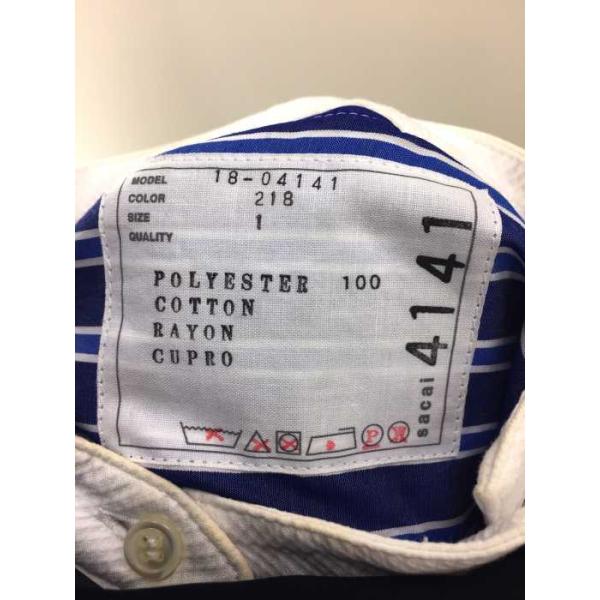 MODEL 18-04141
COLOR 218
SIZE 1
QUALITY
POLYESTER 100
COTTON
RAYON
CUPRO
P W
sacai 4141